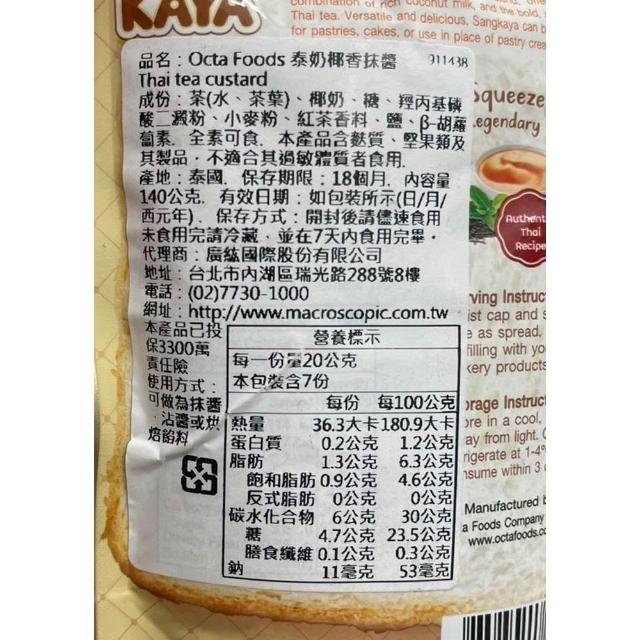 KAYA
combination of rich coconut milk, and the bold,
Thai tea. Versatile and delicious, Sangkaya can b
for pastries, cakes, or use in place of pastry crea
品名：Octa Foods 泰奶椰香抹醬 911438
Thai tea custard
成份：茶(水、茶葉)、椰奶、糖、羥丙基磷
酸二澱粉、小麥粉、紅茶香料、鹽、β-胡蘿
蔔素. 全素可食. 本產品含麩質、堅果類及
其製品，不適合其過敏體質者食用.
產地：泰國. 保存期限：18個月. 內容量
140公克. 有效日期：如包裝所示(日/月/
西元年). 保存方式：開封後請儘速食用
未食用完請冷藏，並在7天內食用完畢。
代理商：廣紘國際股份有限公司
地址：台北市內湖區瑞光路288號8樓
電話：(02)7730-1000
網址：http://www.macroscopic.com.tw
本產品已投
保3300萬
責任險
使用方式：
可做為抹醬
，沾醬或烘
焙餡料
營養標示
每一份量20公克
本包裝含7份
每份 每100公克
熱量 36.3大卡 180.9大卡
蛋白質 0.2公克 1.2公克
脂肪 1.3公克 6.3公克
飽和脂肪 0.9公克 4.6公克
反式脂肪 0公克 0公克
碳水化合物 6公克 30公克
糖 4.7公克 23.5公克
膳食纖維 0.1公克 0.3公克
鈉 11毫克 53毫克
Squeeze
Legendary
Authent
Thai
Recipe
rving Instruc
ist cap and s
e as spread,
filling with yo
kery products
orage Instruct
ore in a cool,
ay from light.
rigerate at 1-4°
nsume within 3
Manufactured b
a Foods Company
www.octafoods.co